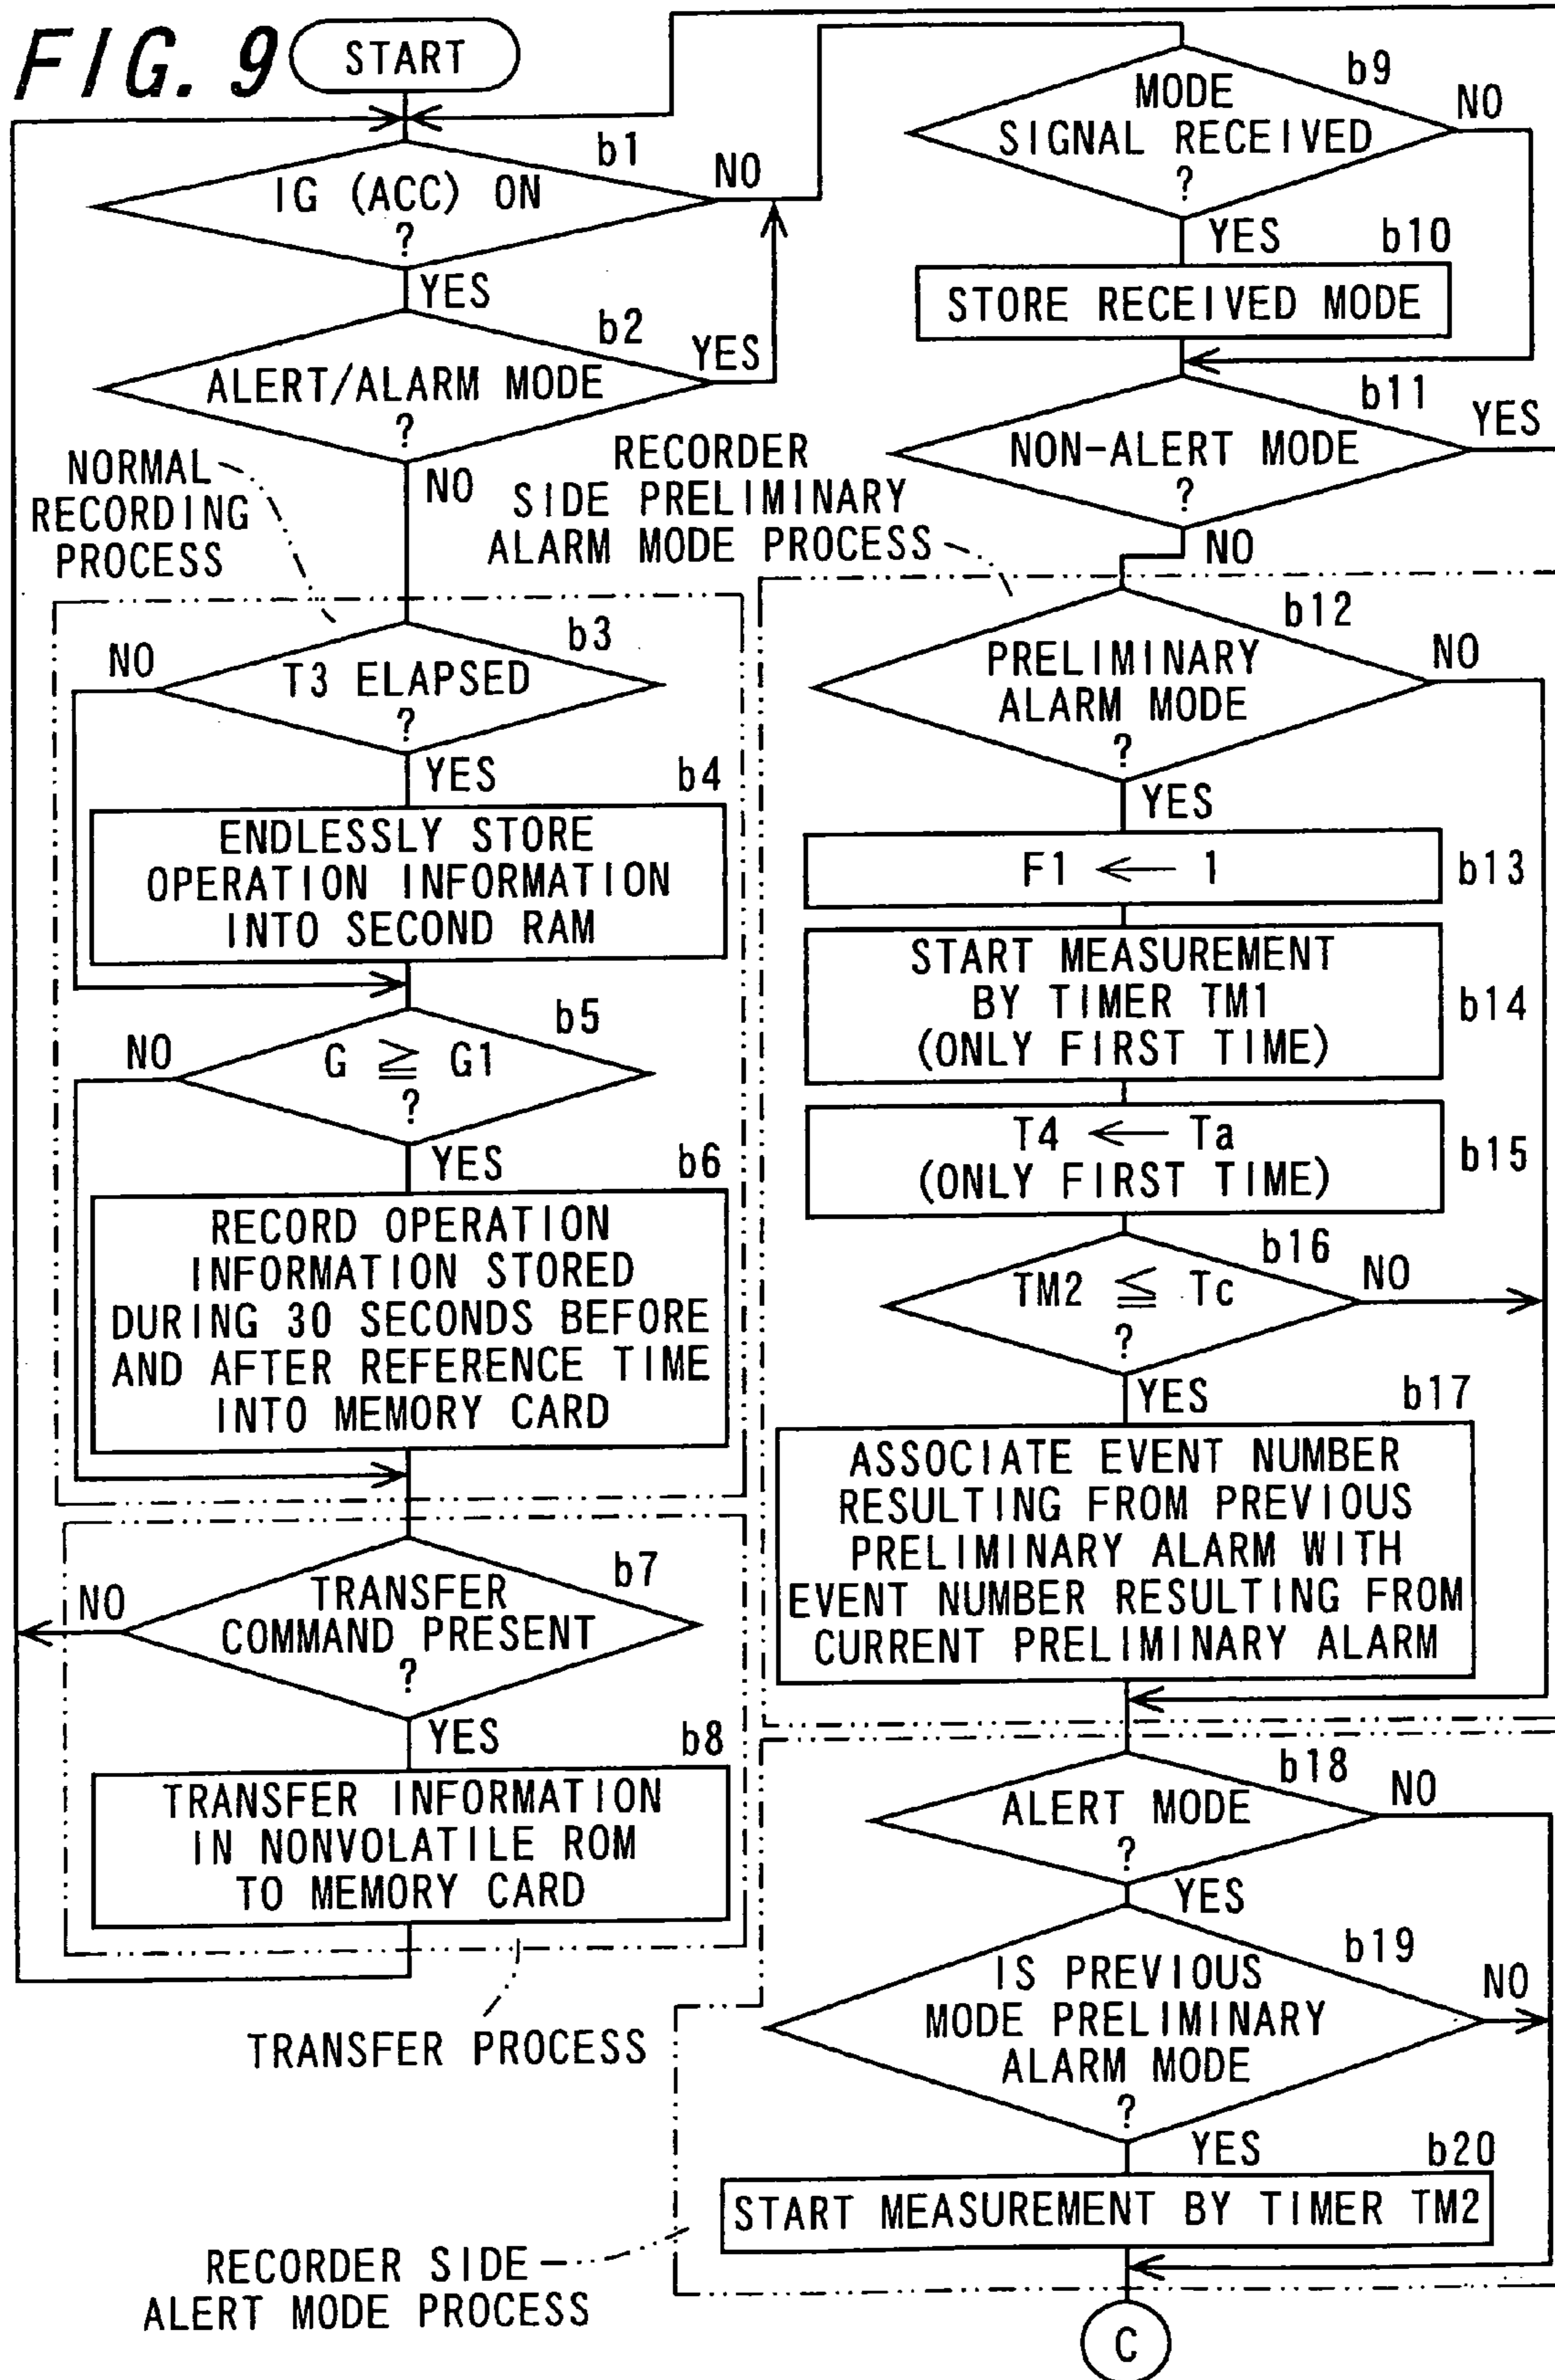 FIG. 9
START
b1
IG (ACC) ON
?
NO
YES
b2
ALERT/ALARM MODE
?
YES
NO
NORMAL
RECORDING
PROCESS
b3
NO
T3 ELAPSED
?
YES
b4
ENDLESSLY STORE
OPERATION INFORMATION
INTO SECOND RAM
b5
NO
G ≧ G1
?
YES
b6
RECORD OPERATION
INFORMATION STORED
DURING 30 SECONDS BEFORE
AND AFTER REFERENCE TIME
INTO MEMORY CARD
b7
NO
TRANSFER
COMMAND PRESENT
?
YES
b8
TRANSFER INFORMATION
IN NONVOLATILE ROM
TO MEMORY CARD
TRANSFER PROCESS
b9
MODE
SIGNAL RECEIVED
?
NO
YES
b10
STORE RECEIVED MODE
b11
NON-ALERT MODE
?
YES
NO
RECORDER
SIDE PRELIMINARY
ALARM MODE PROCESS
b12
PRELIMINARY
ALARM MODE
?
NO
YES
F1 ← 1
b13
START MEASUREMENT
BY TIMER TM1
(ONLY FIRST TIME)
b14
T4 ← Ta
(ONLY FIRST TIME)
b15
b16
TM2 ≦ Tc
?
NO
YES
b17
ASSOCIATE EVENT NUMBER
RESULTING FROM PREVIOUS
PRELIMINARY ALARM WITH
EVENT NUMBER RESULTING FROM
CURRENT PRELIMINARY ALARM
b18
ALERT MODE
?
NO
YES
b19
IS PREVIOUS
MODE PRELIMINARY
ALARM MODE
?
NO
YES
b20
START MEASUREMENT BY TIMER TM2
RECORDER SIDE
ALERT MODE PROCESS
C